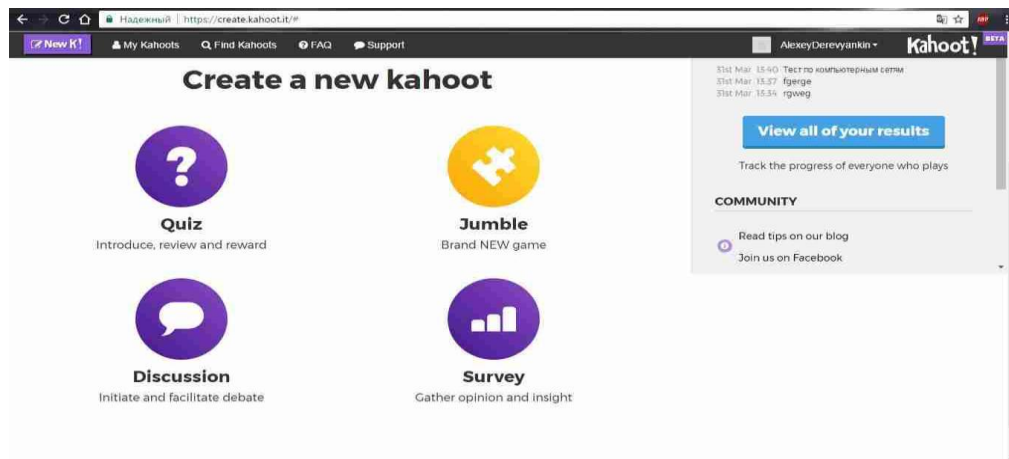 Надежный https://create.kahoot.it/#
New K! My Kahoots Find Kahoots FAQ Support AlexeyDerevyankin Kahoot! BETA
Create a new kahoot
31st Mar 13:40 Тест по компьютерным сетям
31st Mar 13:37 fgerge
31st Mar 13:34 rgweg
View all of your results
Track the progress of everyone who plays
Quiz
Introduce, review and reward
Jumble
Brand NEW game
COMMUNITY
Read tips on our blog
Join us on Facebook
Discussion
Initiate and facilitate debate
Survey
Gather opinion and insight